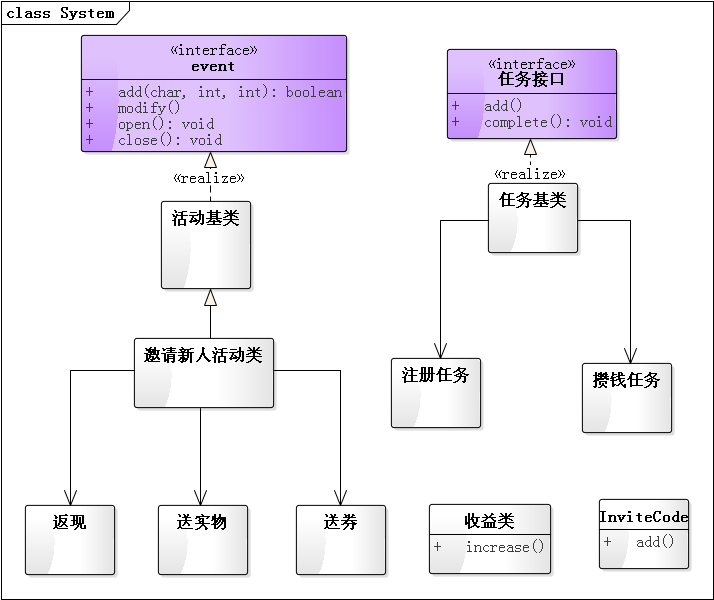 class System
«interface»
event
+ add(char, int, int): boolean
+ modify()
+ open(): void
+ close(): void
«interface»
任务接口
+ add()
+ complete(): void
«realize»
«realize»
活动基类
任务基类
邀请新人活动类
注册任务
攒钱任务
返现
送实物
送券
收益类
+ increase()
InviteCode
+ add()